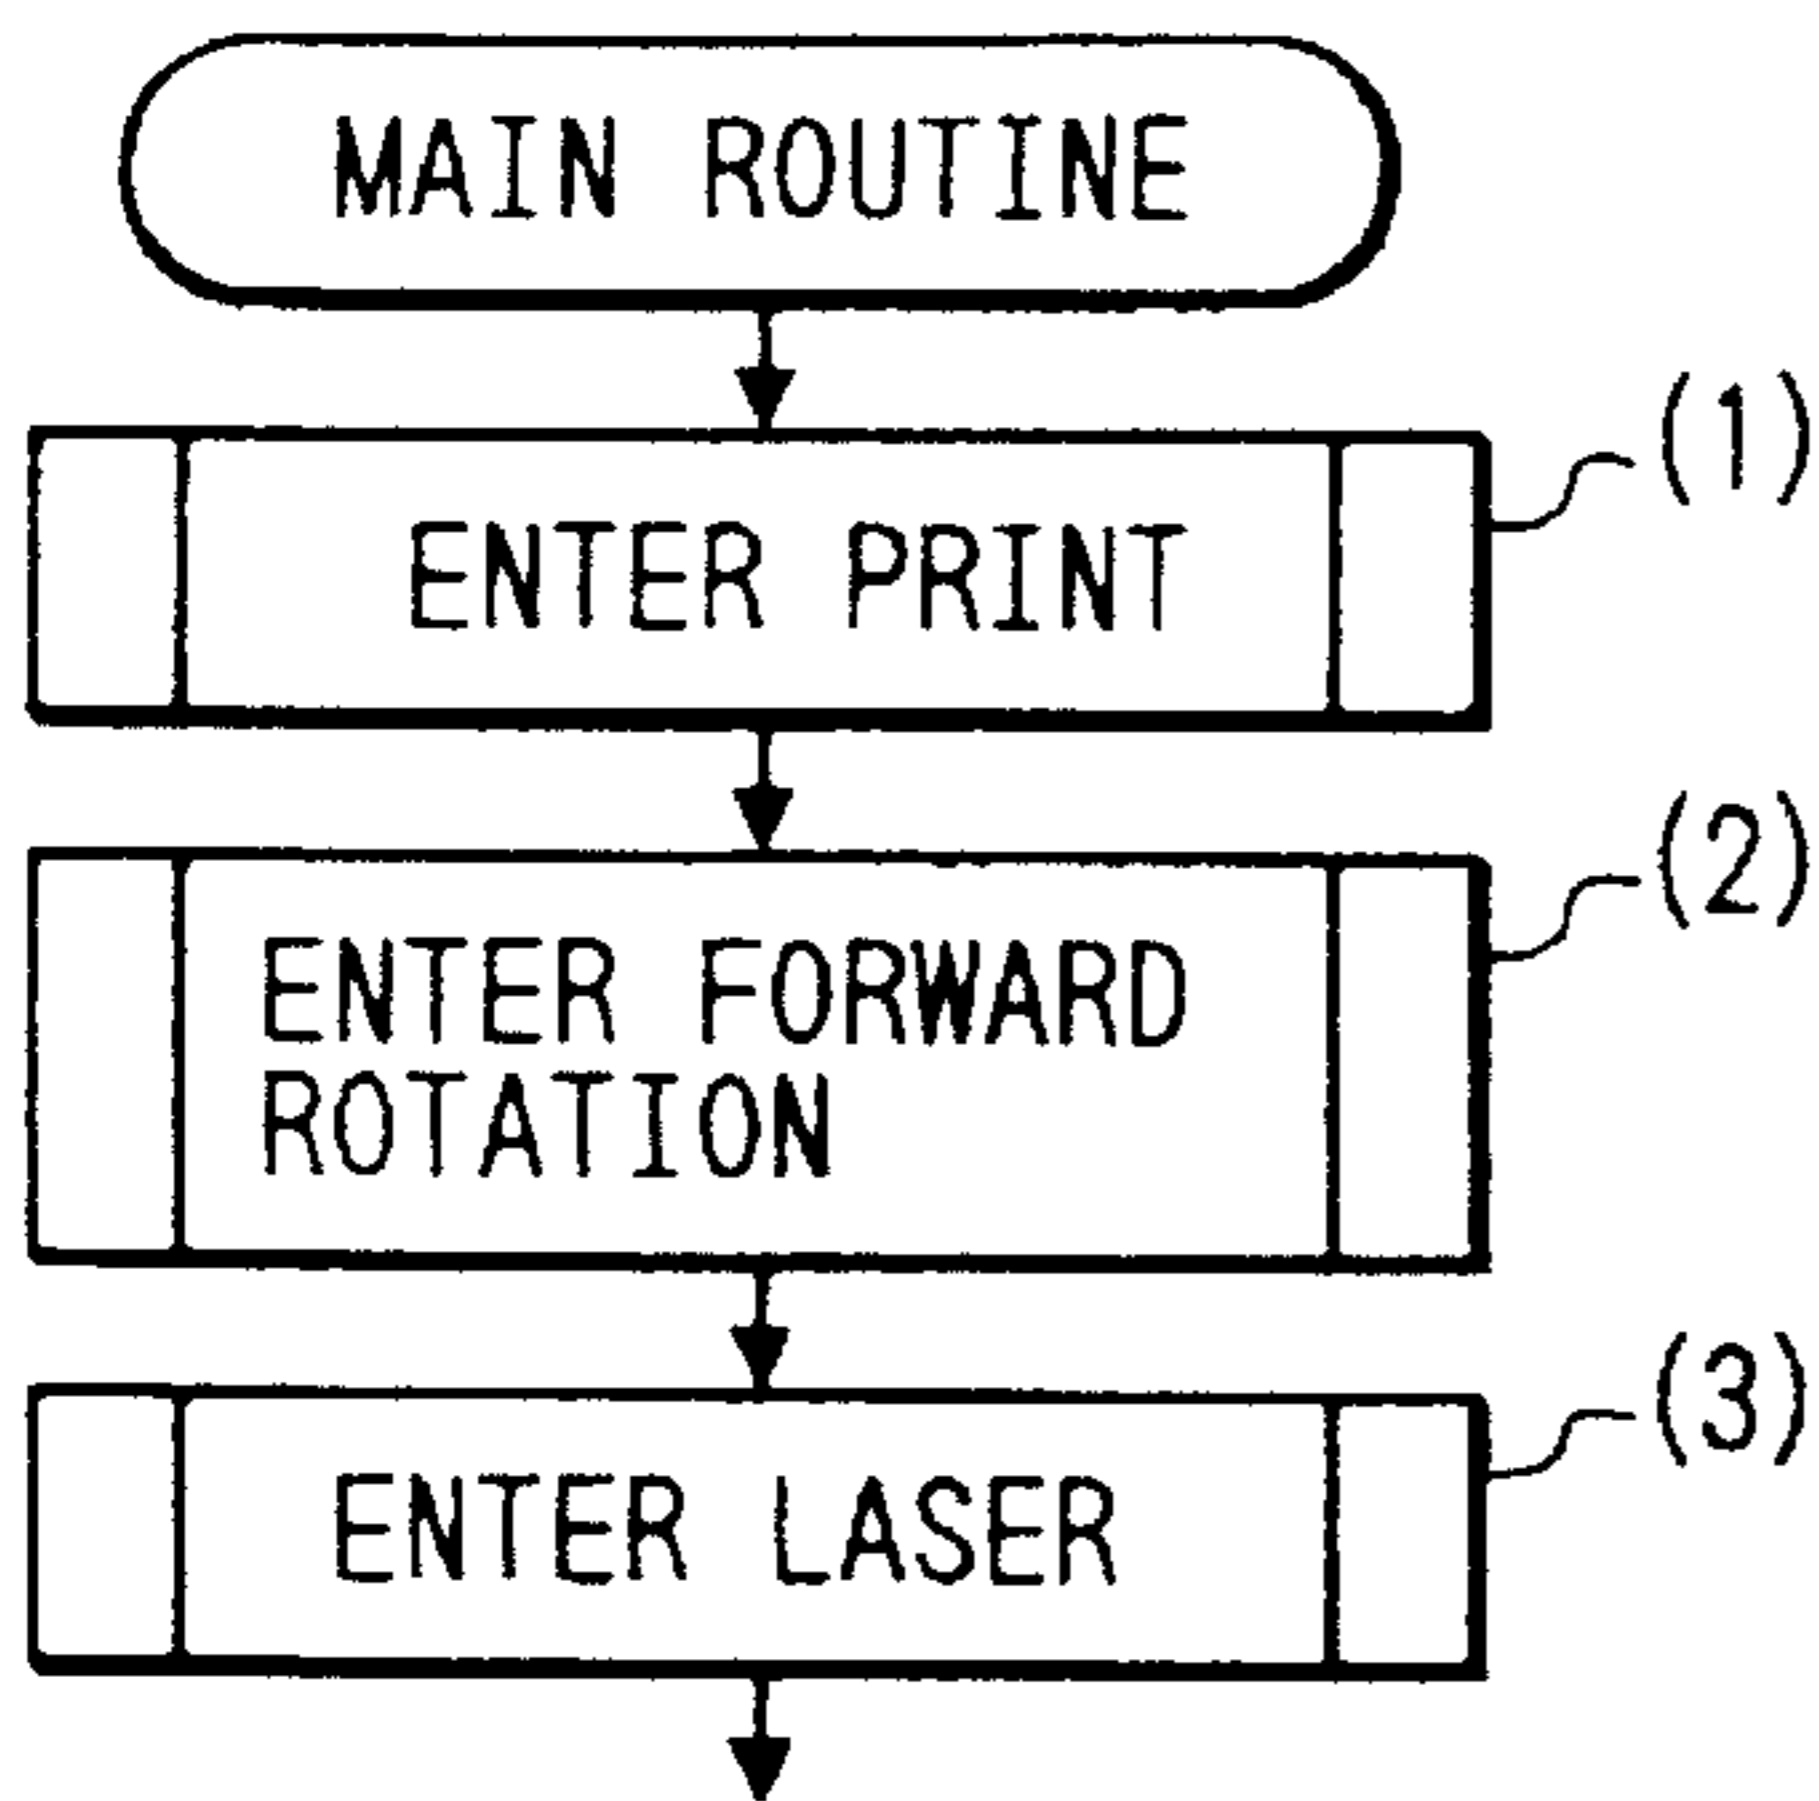 MAIN ROUTINE
(1)
ENTER PRINT
(2)
ENTER FORWARD
ROTATION
(3)
ENTER LASER